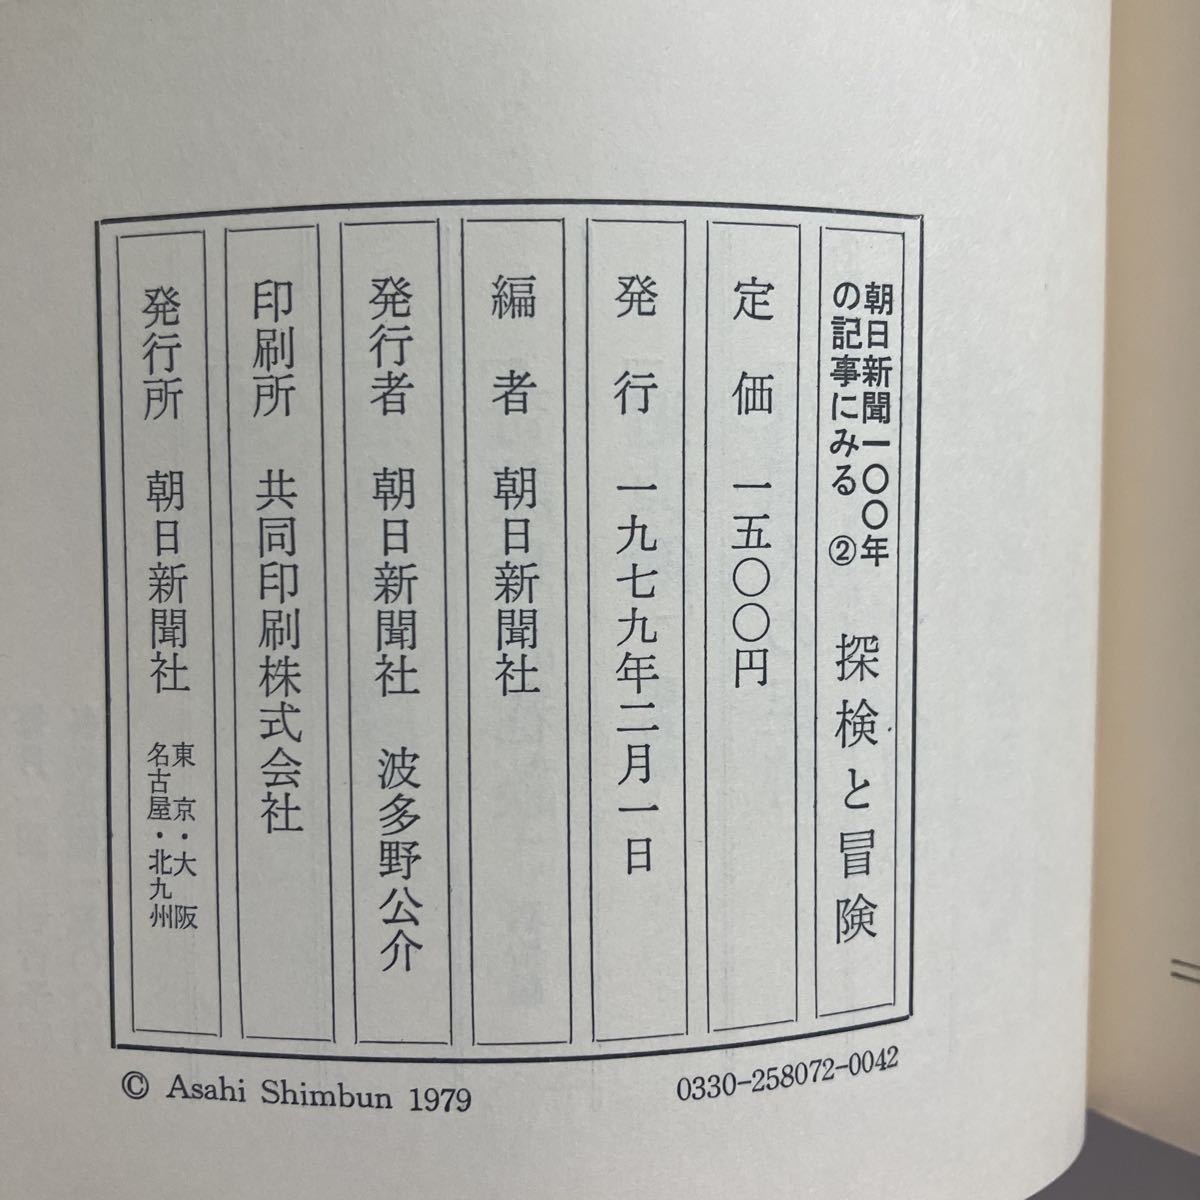 朝日新聞一〇〇年
の記事にみる② 探検と冒険
定価 一五〇〇円
発行 一九七九年二月一日
編者 朝日新聞社
発行者 朝日新聞社 波多野公介
印刷所 共同印刷株式会社
発行所 朝日新聞社 東京・大阪
名古屋・北九州
© Asahi Shimbun 1979
0330-258072-0042